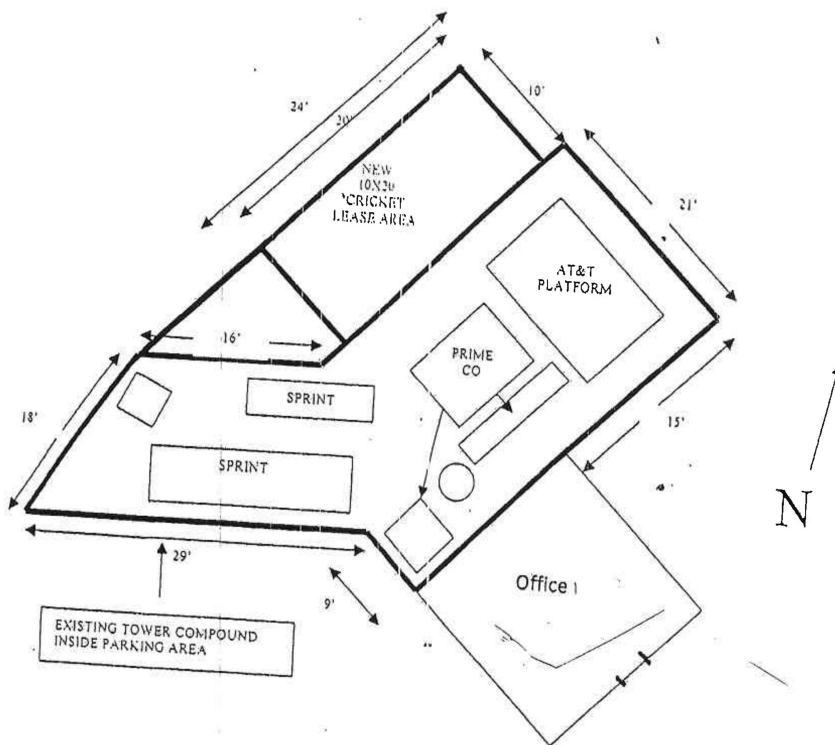 24'
20'
10'
NEW
10X20
'CRICKET
LEASE AREA
21'
AT&T
PLATFORM
16'
PRIME
CO
SPRINT
18'
15'
SPRINT
N
29'
Office 1
9'
EXISTING TOWER COMPOUND
INSIDE PARKING AREA